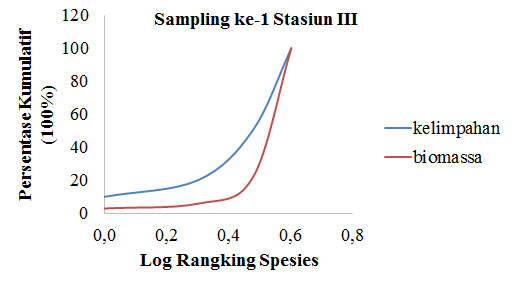 Sampling ke-1 Stasiun III
Persentase Kumulatif
(100%)
120
100
80
60
40
20
0
0,0 0,2 0,4 0,6 0,8
Log Rangking Spesies
kelimpahan
biomassa